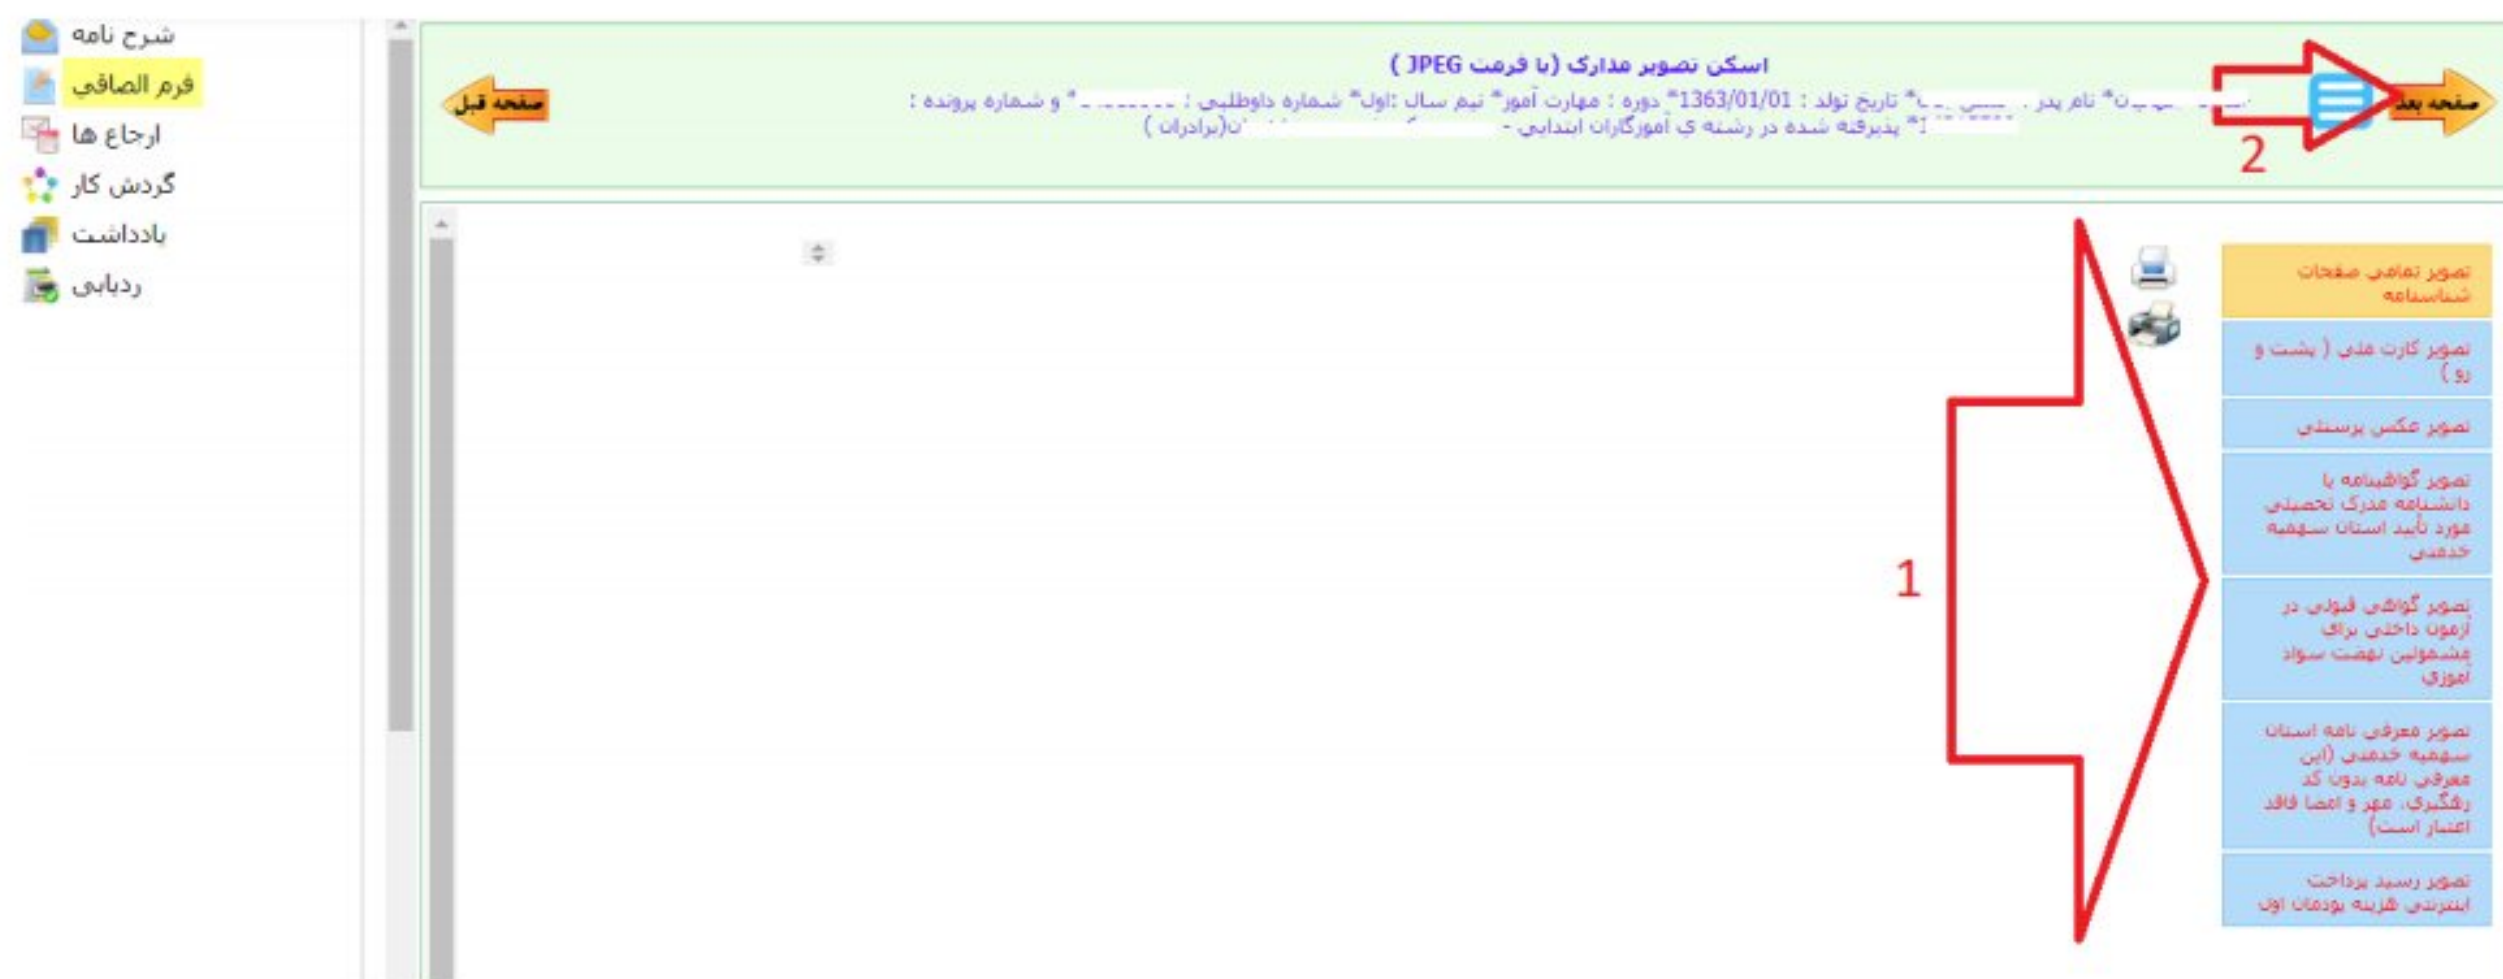 شرح نامه
فرم الصاقي
ارجاع ها
گردش کار
یادداشت
ردیابی
اسکن تصویر مدارک (با فرمت JPEG )
صفحه قبل
صفحه بعد
نام پدر : * تاریخ تولد : 1363/01/01* دوره : مهارت آموز* نیم سال :اول* شماره داوطلبی : * و شماره پرونده :
1 * پذیرفته شده در رشته ي آموزگاران ابتدایی - (برادران )
2
تصویر تمامی صفحات
شناسنامه
تصویر کارت ملی ( پشت و
رو )
تصویر عکس پرسنلی
تصویر گواهینامه یا
دانشنامه مدرک تحصیلی
مورد تأیید استان سهمیه
خدمتی
تصویر گواهی قبولی در
آزمون داخلی برای
مشمولین نهضت سواد
آموزی
1
تصویر معرفی نامه استان
سهمیه خدمتی (این
معرفی نامه بدون کد
رهگیری، مهر و امضا فاقد
اعتبار است)
تصویر رسید پرداخت
اینترنتی هزینه پودمان اول